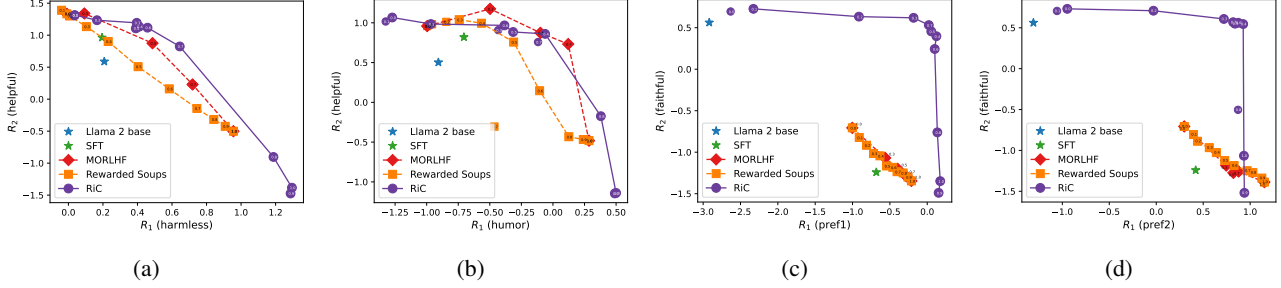 1.5
1.0
0.5
0.0
-0.5
-1.0
-1.5
R₂ (helpful)
0.0 0.2 0.4 0.6 0.8 1.0 1.2
R₁ (harmless)
Llama 2 base
SFT
MORLHF
Rewarded Soups
RiC
(a)
1.0
0.5
0.0
-0.5
-1.0
R₂ (helpful)
-1.25 -1.00 -0.75 -0.50 -0.25 0.00 0.25 0.50
R₁ (humor)
Llama 2 base
SFT
MORLHF
Rewarded Soups
RiC
(b)
0.5
0.0
-0.5
-1.0
-1.5
R₂ (faithful)
-3.0 -2.5 -2.0 -1.5 -1.0 -0.5 0.0
R₁ (pref1)
Llama 2 base
SFT
MORLHF
Rewarded Soups
RiC
(c)
0.5
0.0
-0.5
-1.0
-1.5
R₂ (faithful)
-1.0 -0.5 0.0 0.5 1.0
R₁ (pref2)
Llama 2 base
SFT
MORLHF
Rewarded Soups
RiC
(d)